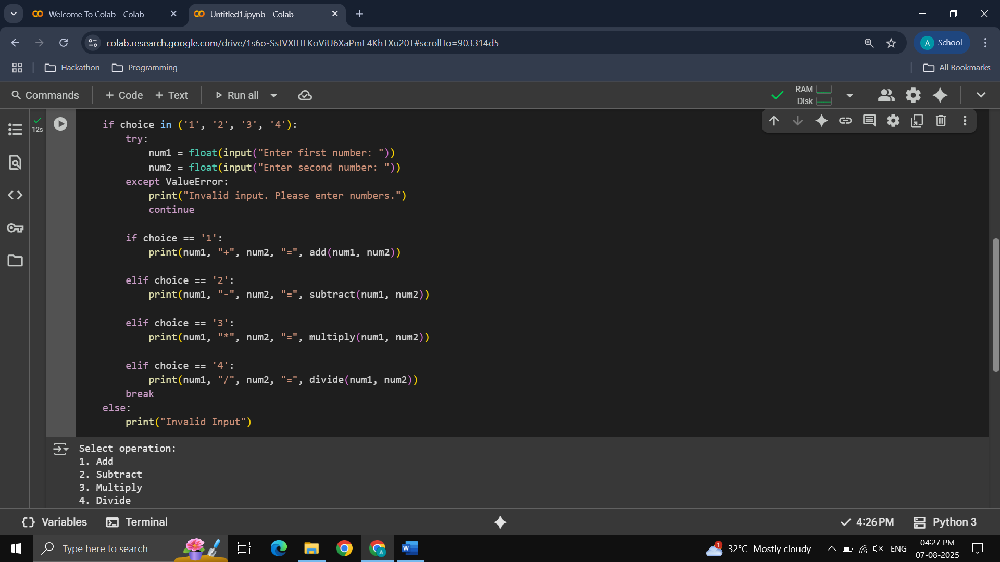 Welcome To Colab - Colab
Untitled1.ipynb - Colab
colab.research.google.com/drive/1s6o-SstVXIHEKoViU6XaPmE4KhTXu20T#scrollTo=903314d5
A School
Hackathon
Programming
All Bookmarks
Commands
+ Code
+ Text
Run all
RAM
Disk
12s
if choice in ('1', '2', '3', '4'):
try:
num1 = float(input("Enter first number: "))
num2 = float(input("Enter second number: "))
except ValueError:
print("Invalid input. Please enter numbers.")
continue
if choice == '1':
print(num1, "+", num2, "=", add(num1, num2))
elif choice == '2':
print(num1, "-", num2, "=", subtract(num1, num2))
elif choice == '3':
print(num1, "*", num2, "=", multiply(num1, num2))
elif choice == '4':
print(num1, "/", num2, "=", divide(num1, num2))
break
else:
print("Invalid Input")
Select operation:
1. Add
2. Subtract
3. Multiply
4. Divide
{} Variables
Terminal
4:26 PM
Python 3
Type here to search
A
W
1
32°C Mostly cloudy
ENG
04:27 PM
07-08-2025